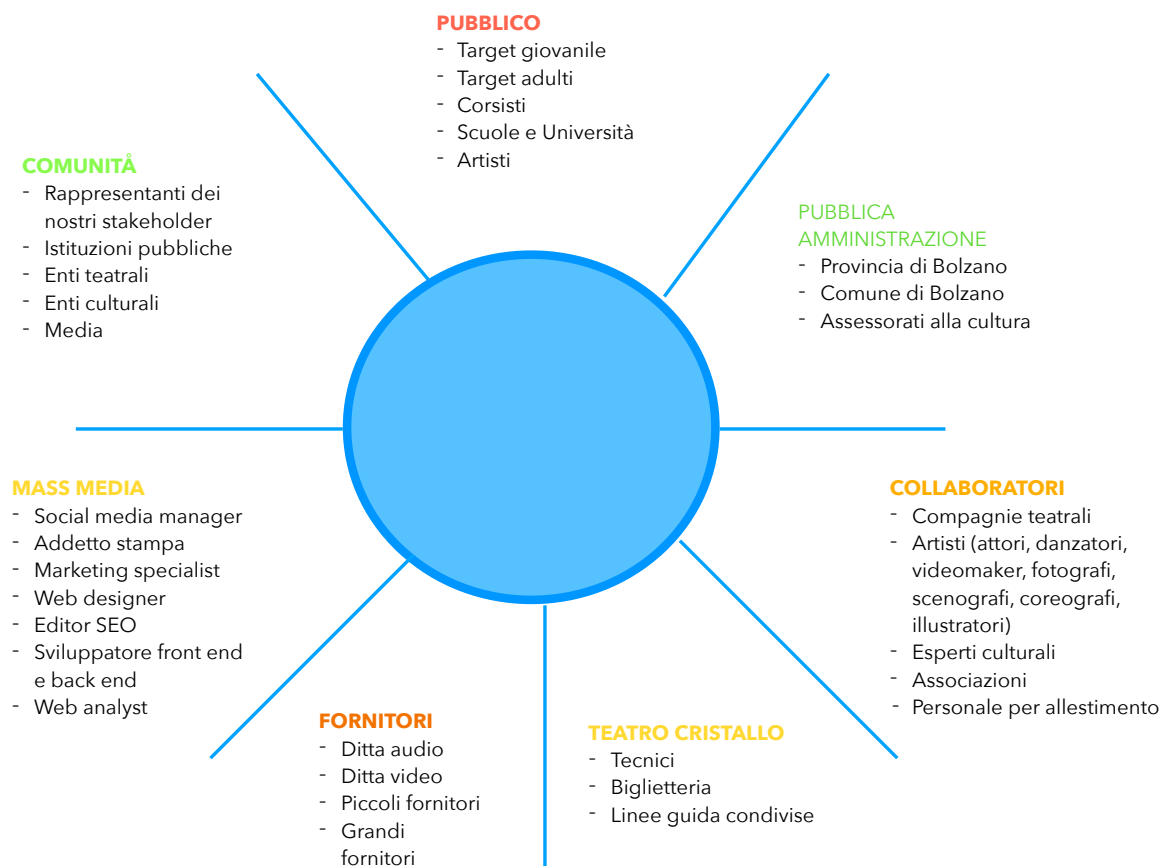 PUBBLICO
- Target giovanile
- Target adulti
- Corsisti
- Scuole e Università
- Artisti
COMUNITÅ
- Rappresentanti dei
nostri stakeholder
- Istituzioni pubbliche
- Enti teatrali
- Enti culturali
- Media
PUBBLICA
AMMINISTRAZIONE
- Provincia di Bolzano
- Comune di Bolzano
- Assessorati alla cultura
MASS MEDIA
- Social media manager
- Addetto stampa
- Marketing specialist
- Web designer
- Editor SEO
- Sviluppatore front end
e back end
- Web analyst
COLLABORATORI
- Compagnie teatrali
- Artisti (attori, danzatori,
videomaker, fotografi,
scenografi, coreografi,
illustratori)
- Esperti culturali
- Associazioni
- Personale per allestimento
FORNITORI
- Ditta audio
- Ditta video
- Piccoli fornitori
- Grandi
fornitori
TEATRO CRISTALLO
- Tecnici
- Biglietteria
- Linee guida condivise